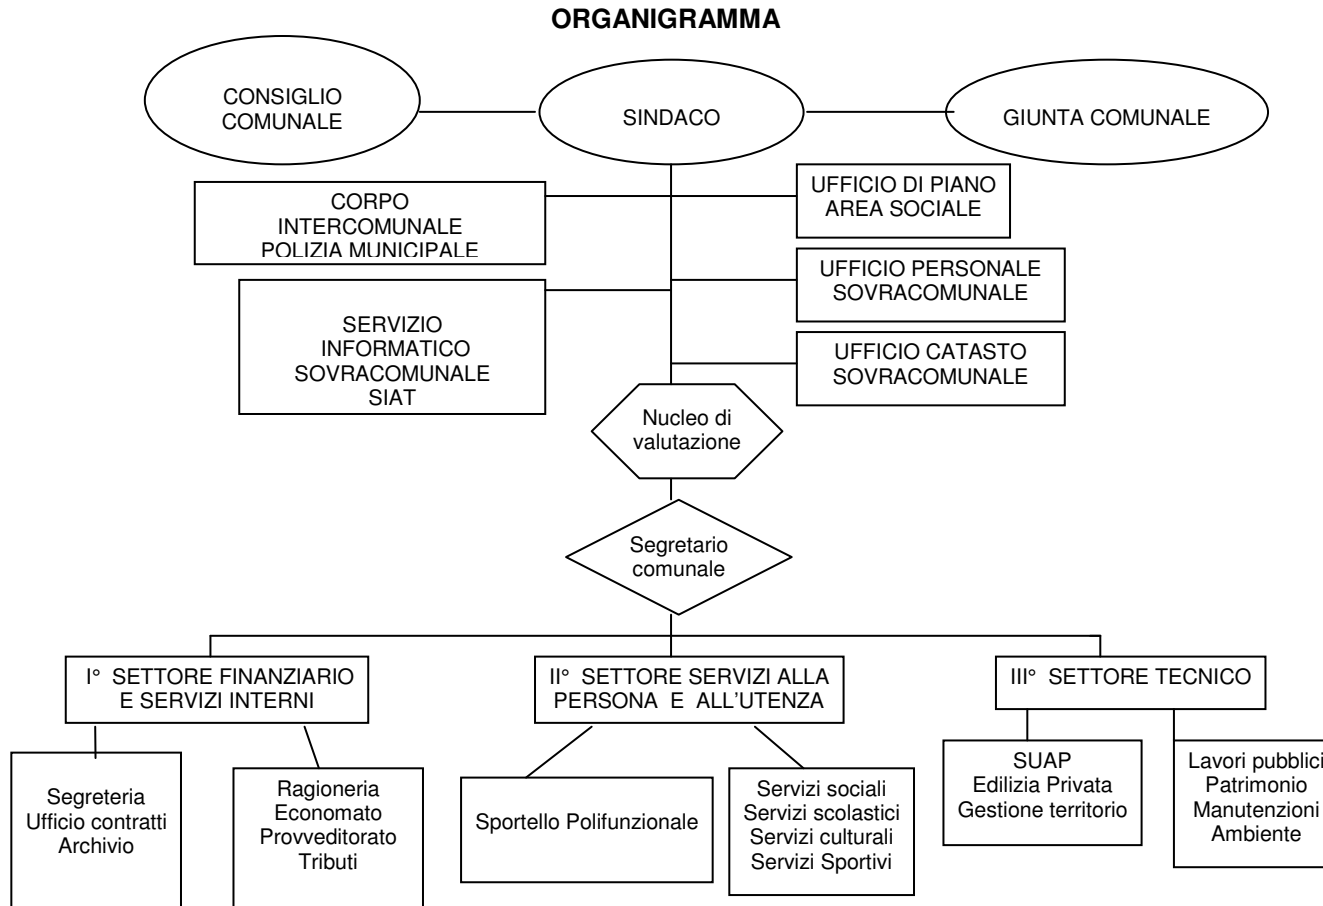 ORGANIGRAMMA
CONSIGLIO
COMUNALE
SINDACO
GIUNTA COMUNALE
CORPO
INTERCOMUNALE
POLIZIA MUNICIPALE
UFFICIO DI PIANO
AREA SOCIALE
UFFICIO PERSONALE
SOVRACOMUNALE
SERVIZIO
INFORMATICO
SOVRACOMUNALE
SIAT
UFFICIO CATASTO
SOVRACOMUNALE
Nucleo di
valutazione
Segretario
comunale
I° SETTORE FINANZIARIO
E SERVIZI INTERNI
II° SETTORE SERVIZI ALLA
PERSONA E ALL'UTENZA
III° SETTORE TECNICO
Segreteria
Ufficio contratti
Archivio
Ragioneria
Economato
Provveditorato
Tributi
Sportello Polifunzionale
Servizi sociali
Servizi scolastici
Servizi culturali
Servizi Sportivi
SUAP
Edilizia Privata
Gestione territorio
Lavori pubblici
Patrimonio
Manutenzioni
Ambiente